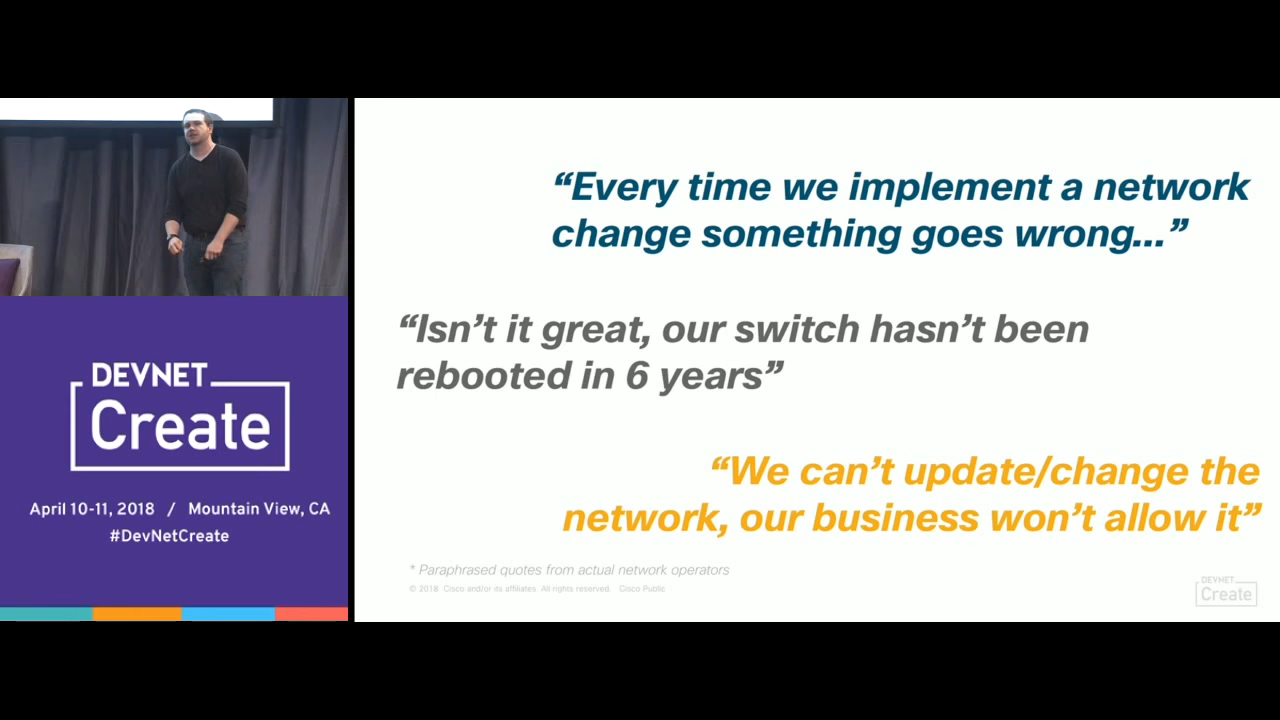 DEVNET
Create
April 10-11, 2018 / Mountain View, CA
#DevNetCreate
“Every time we implement a network
change something goes wrong...”
“Isn’t it great, our switch hasn’t been
rebooted in 6 years”
“We can’t update/change the
network, our business won’t allow it”
* Paraphrased quotes from actual network operators
© 2018 Cisco and/or its affiliates. All rights reserved. Cisco Public
DEVNET
Create